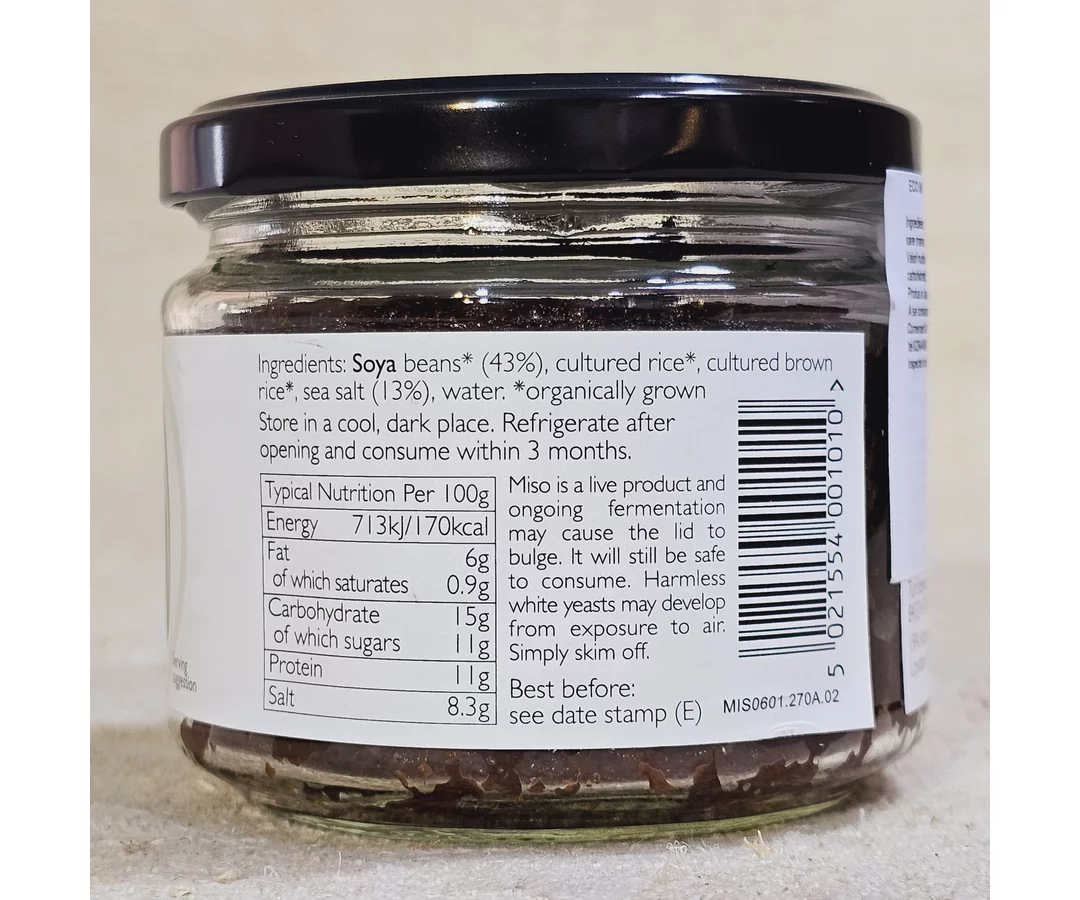 Ingredients: Soya beans* (43%), cultured rice*, cultured brown
rice*, sea salt (13%), water. *organically grown
Store in a cool, dark place. Refrigerate after
opening and consume within 3 months.
Typical Nutrition Per 100g
Energy 713kJ/170kcal
Fat 6g
of which saturates 0.9g
Carbohydrate 15g
of which sugars 11g
Protein 11g
Salt 8.3g
Miso is a live product and
ongoing fermentation
may cause the lid to
bulge. It will still be safe
to consume. Harmless
white yeasts may develop
from exposure to air.
Simply skim off.
Best before:
see date stamp (E)
5 021554 001010 >
MIS0601.270A.02